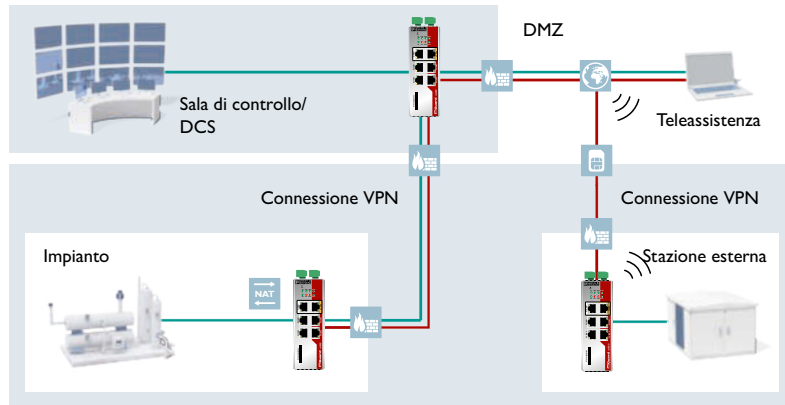 DMZ
Sala di controllo/
DCS
Teleassistenza
Connessione VPN
Connessione VPN
Impianto
Stazione esterna
NAT